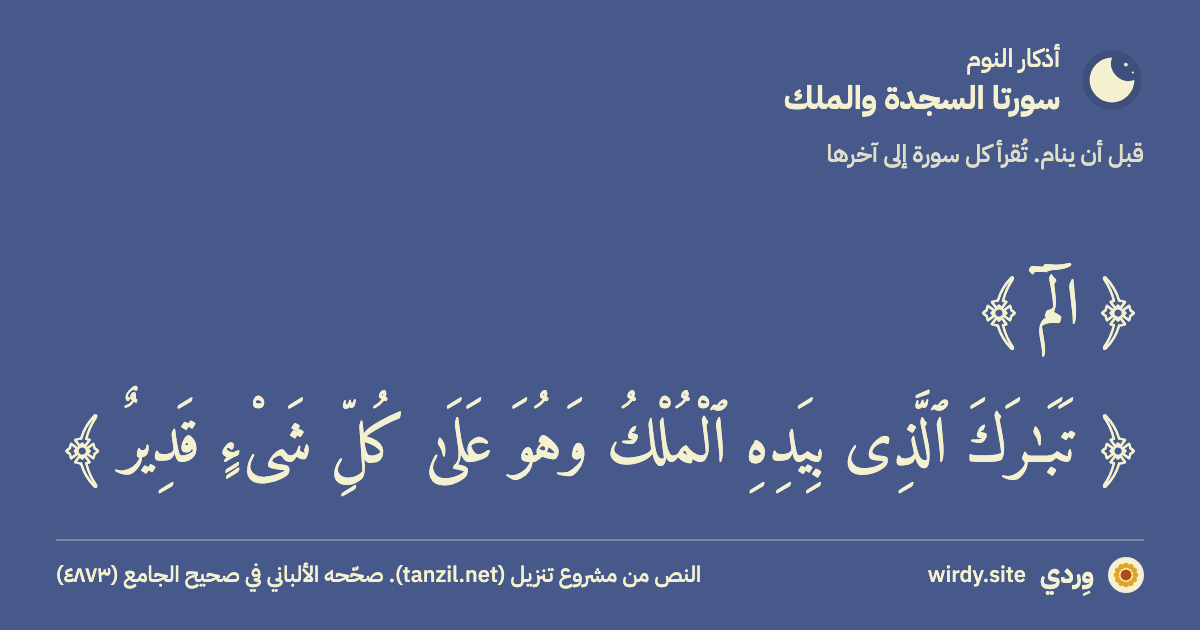 أذكار النوم
سورتا السجدة والملك
قبل أن ينام. تُقرأ كل سورة إلى آخرها
﴿ الٓمٓ ﴾
﴿ تَبَـٰرَكَ ٱلَّذِى بِيَدِهِ ٱلْمُلْكُ وَهُوَ عَلَىٰ كُلِّ شَىْءٍ قَدِيرٌ ﴾
وِردي wirdy.site
النص من مشروع تنزيل (tanzil.net). صحّحه الألباني في صحيح الجامع (٤٨٧٣)